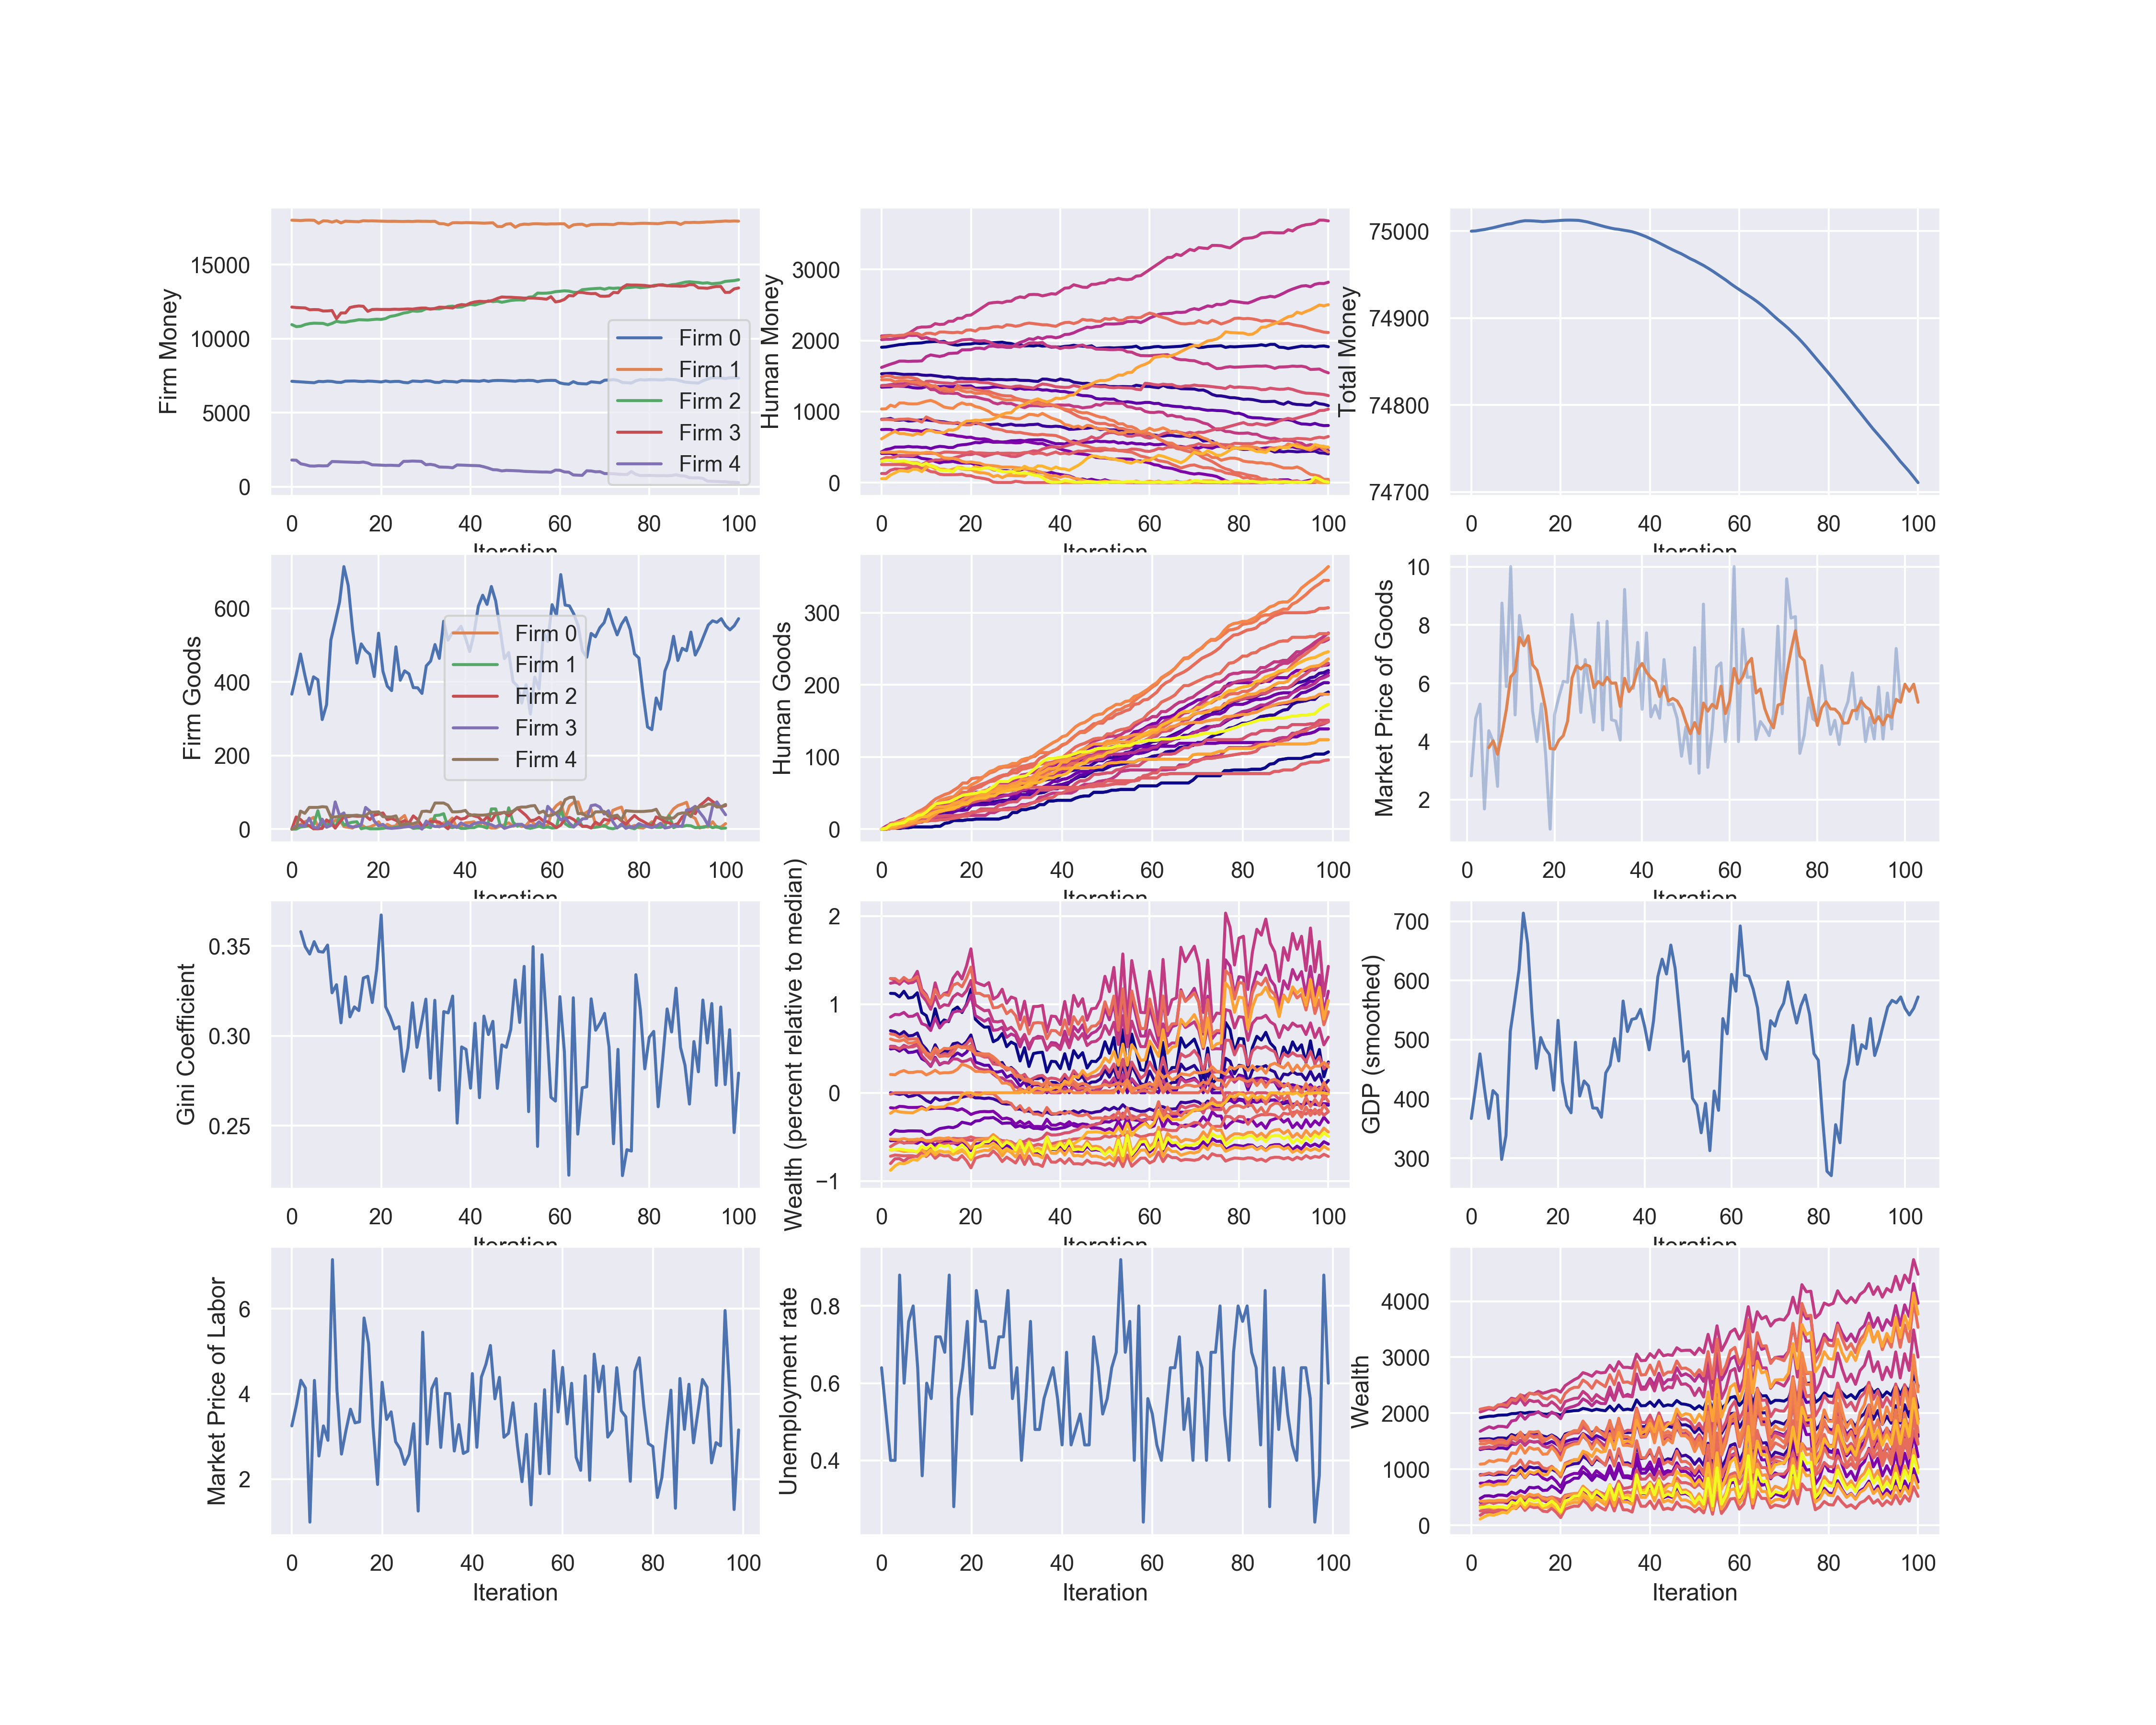 Firm Money
15000
10000
5000
0
0 20 40 60 80 100
Iteration
Firm 0
Firm 1
Firm 2
Firm 3
Firm 4
Human Money
3000
2000
1000
0
0 20 40 60 80 100
Iteration
Total Money
75000
74900
74800
74700
0 20 40 60 80 100
Iteration
Firm Goods
600
400
200
0
0 20 40 60 80 100
Iteration
Firm 0
Firm 1
Firm 2
Firm 3
Firm 4
Human Goods
300
200
100
0
0 20 40 60 80 100
Iteration
Market Price of Goods
10
8
6
4
2
0 20 40 60 80 100
Iteration
Gini Coefficient
0.35
0.30
0.25
0 20 40 60 80 100
Iteration
Wealth (percent relative to median)
2
1
0
−1
0 20 40 60 80 100
Iteration
GDP (smoothed)
700
600
500
400
300
0 20 40 60 80 100
Iteration
Market Price of Labor
6
4
2
0 20 40 60 80 100
Iteration
Unemployment rate
0.8
0.6
0.4
0 20 40 60 80 100
Iteration
Wealth
4000
3000
2000
1000
0
0 20 40 60 80 100
Iteration